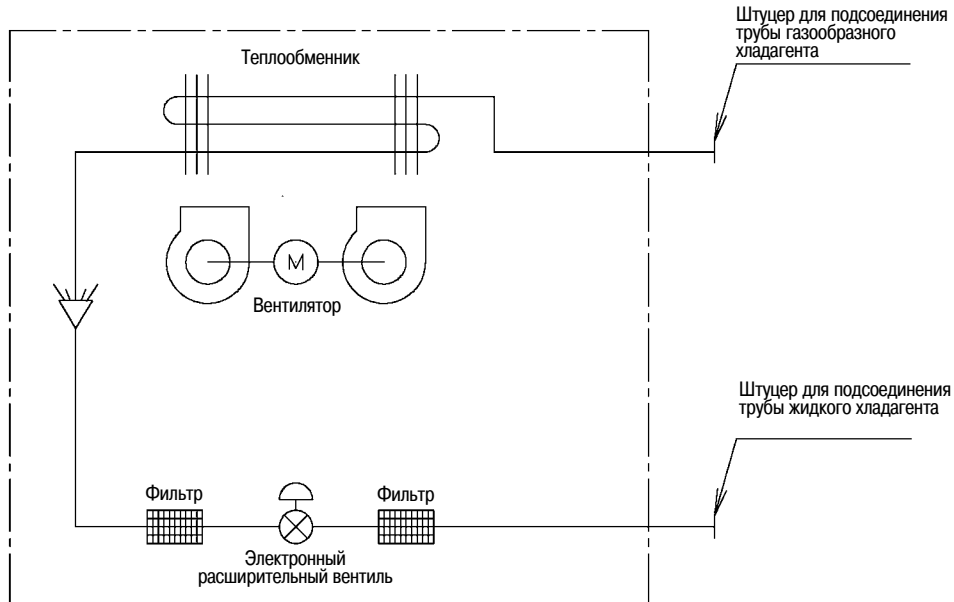 Штуцер для подсоединения
трубы газообразного
хладагента
Теплообменник
M
Вентилятор
Штуцер для подсоединения
трубы жидкого хладагента
Фильтр
Фильтр
Электронный
расширительный вентиль